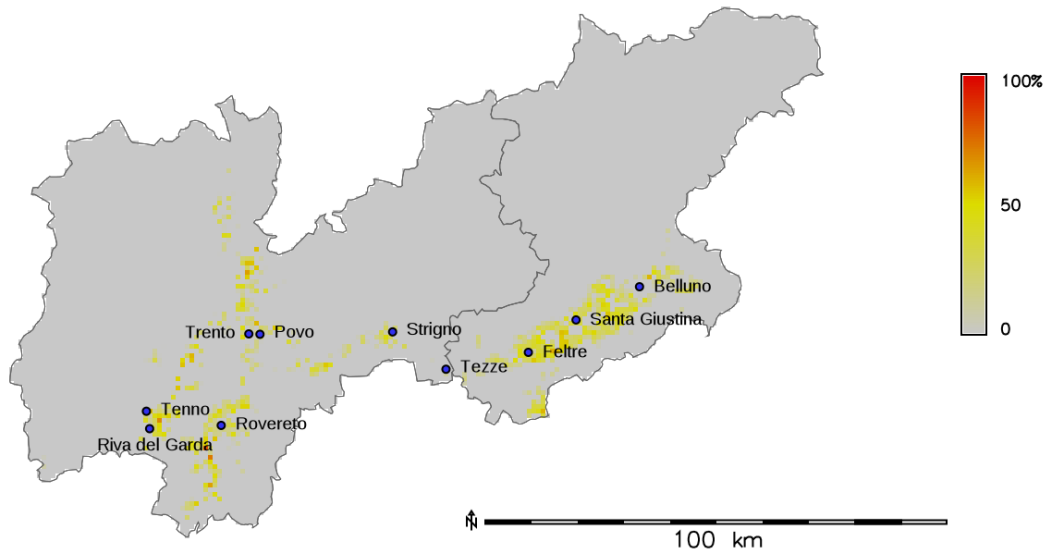 100%
50
0
Belluno
Santa Giustina
Trento
Povo
Strigno
Feltre
Tezze
Tenno
Rovereto
Riva del Garda
N
100 km